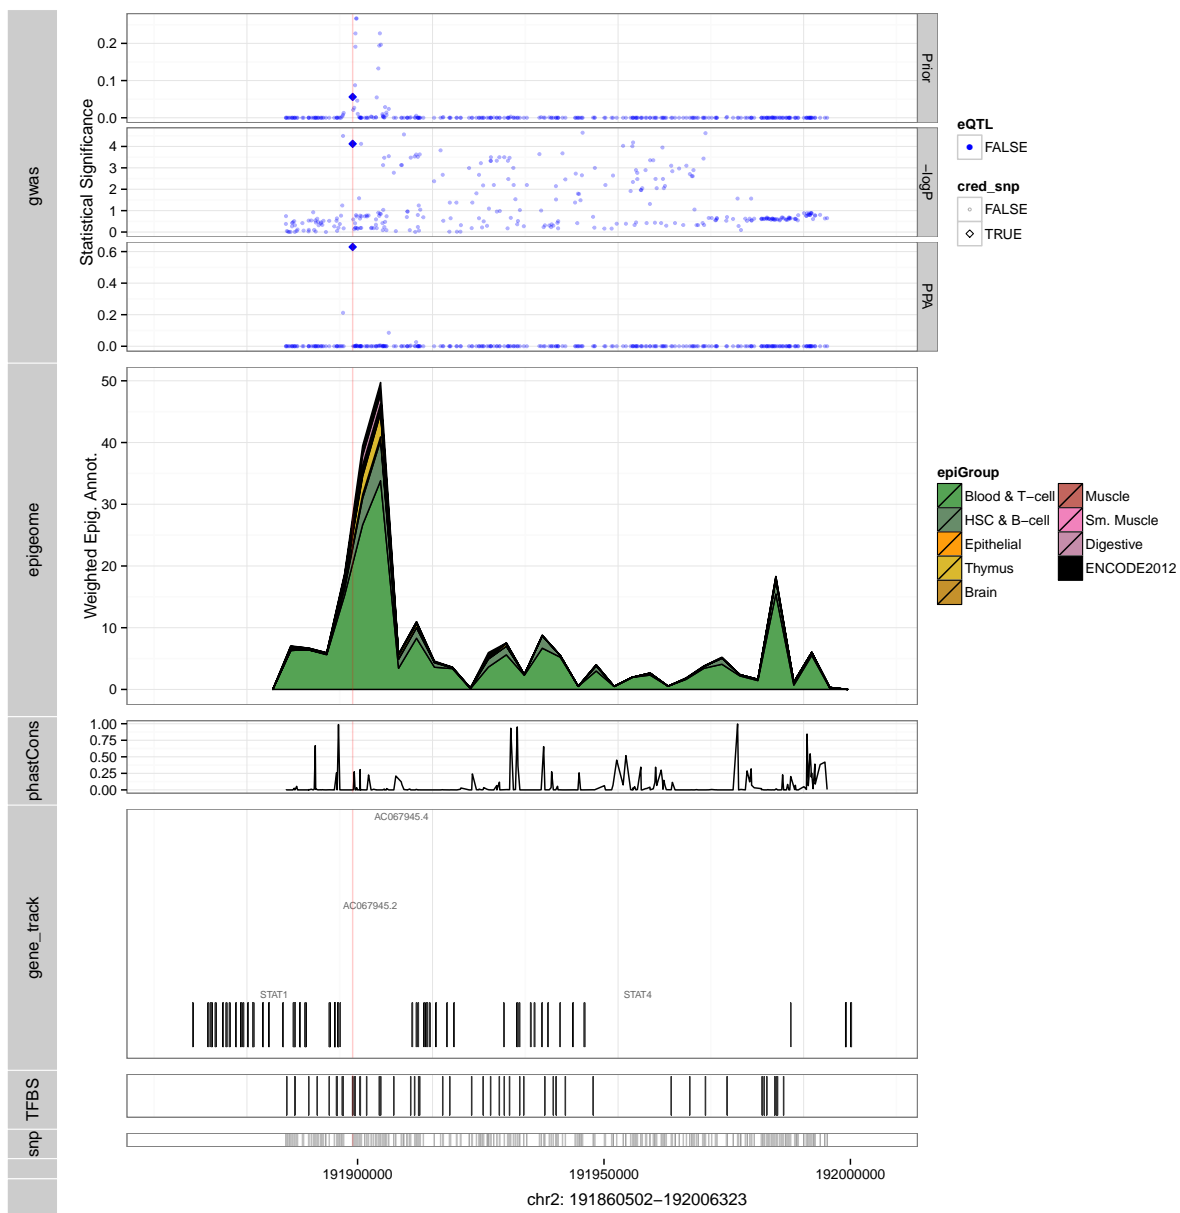 gwas
Statistical Significance
0.2
0.1
0.0
Prior
4
3
2
1
0
−logP
0.6
0.4
0.2
0.0
PPA
eQTL
FALSE
cred_snp
FALSE
TRUE
epigeome
Weighted Epig. Annot.
50
40
30
20
10
0
epiGroup
Blood & T−cell
HSC & B−cell
Epithelial
Thymus
Brain
Muscle
Sm. Muscle
Digestive
ENCODE2012
phastCons
1.00
0.75
0.50
0.25
0.00
gene_track
AC067945.4
AC067945.2
STAT1
STAT4
TFBS
snp
191900000
191950000
192000000
chr2: 191860502−192006323